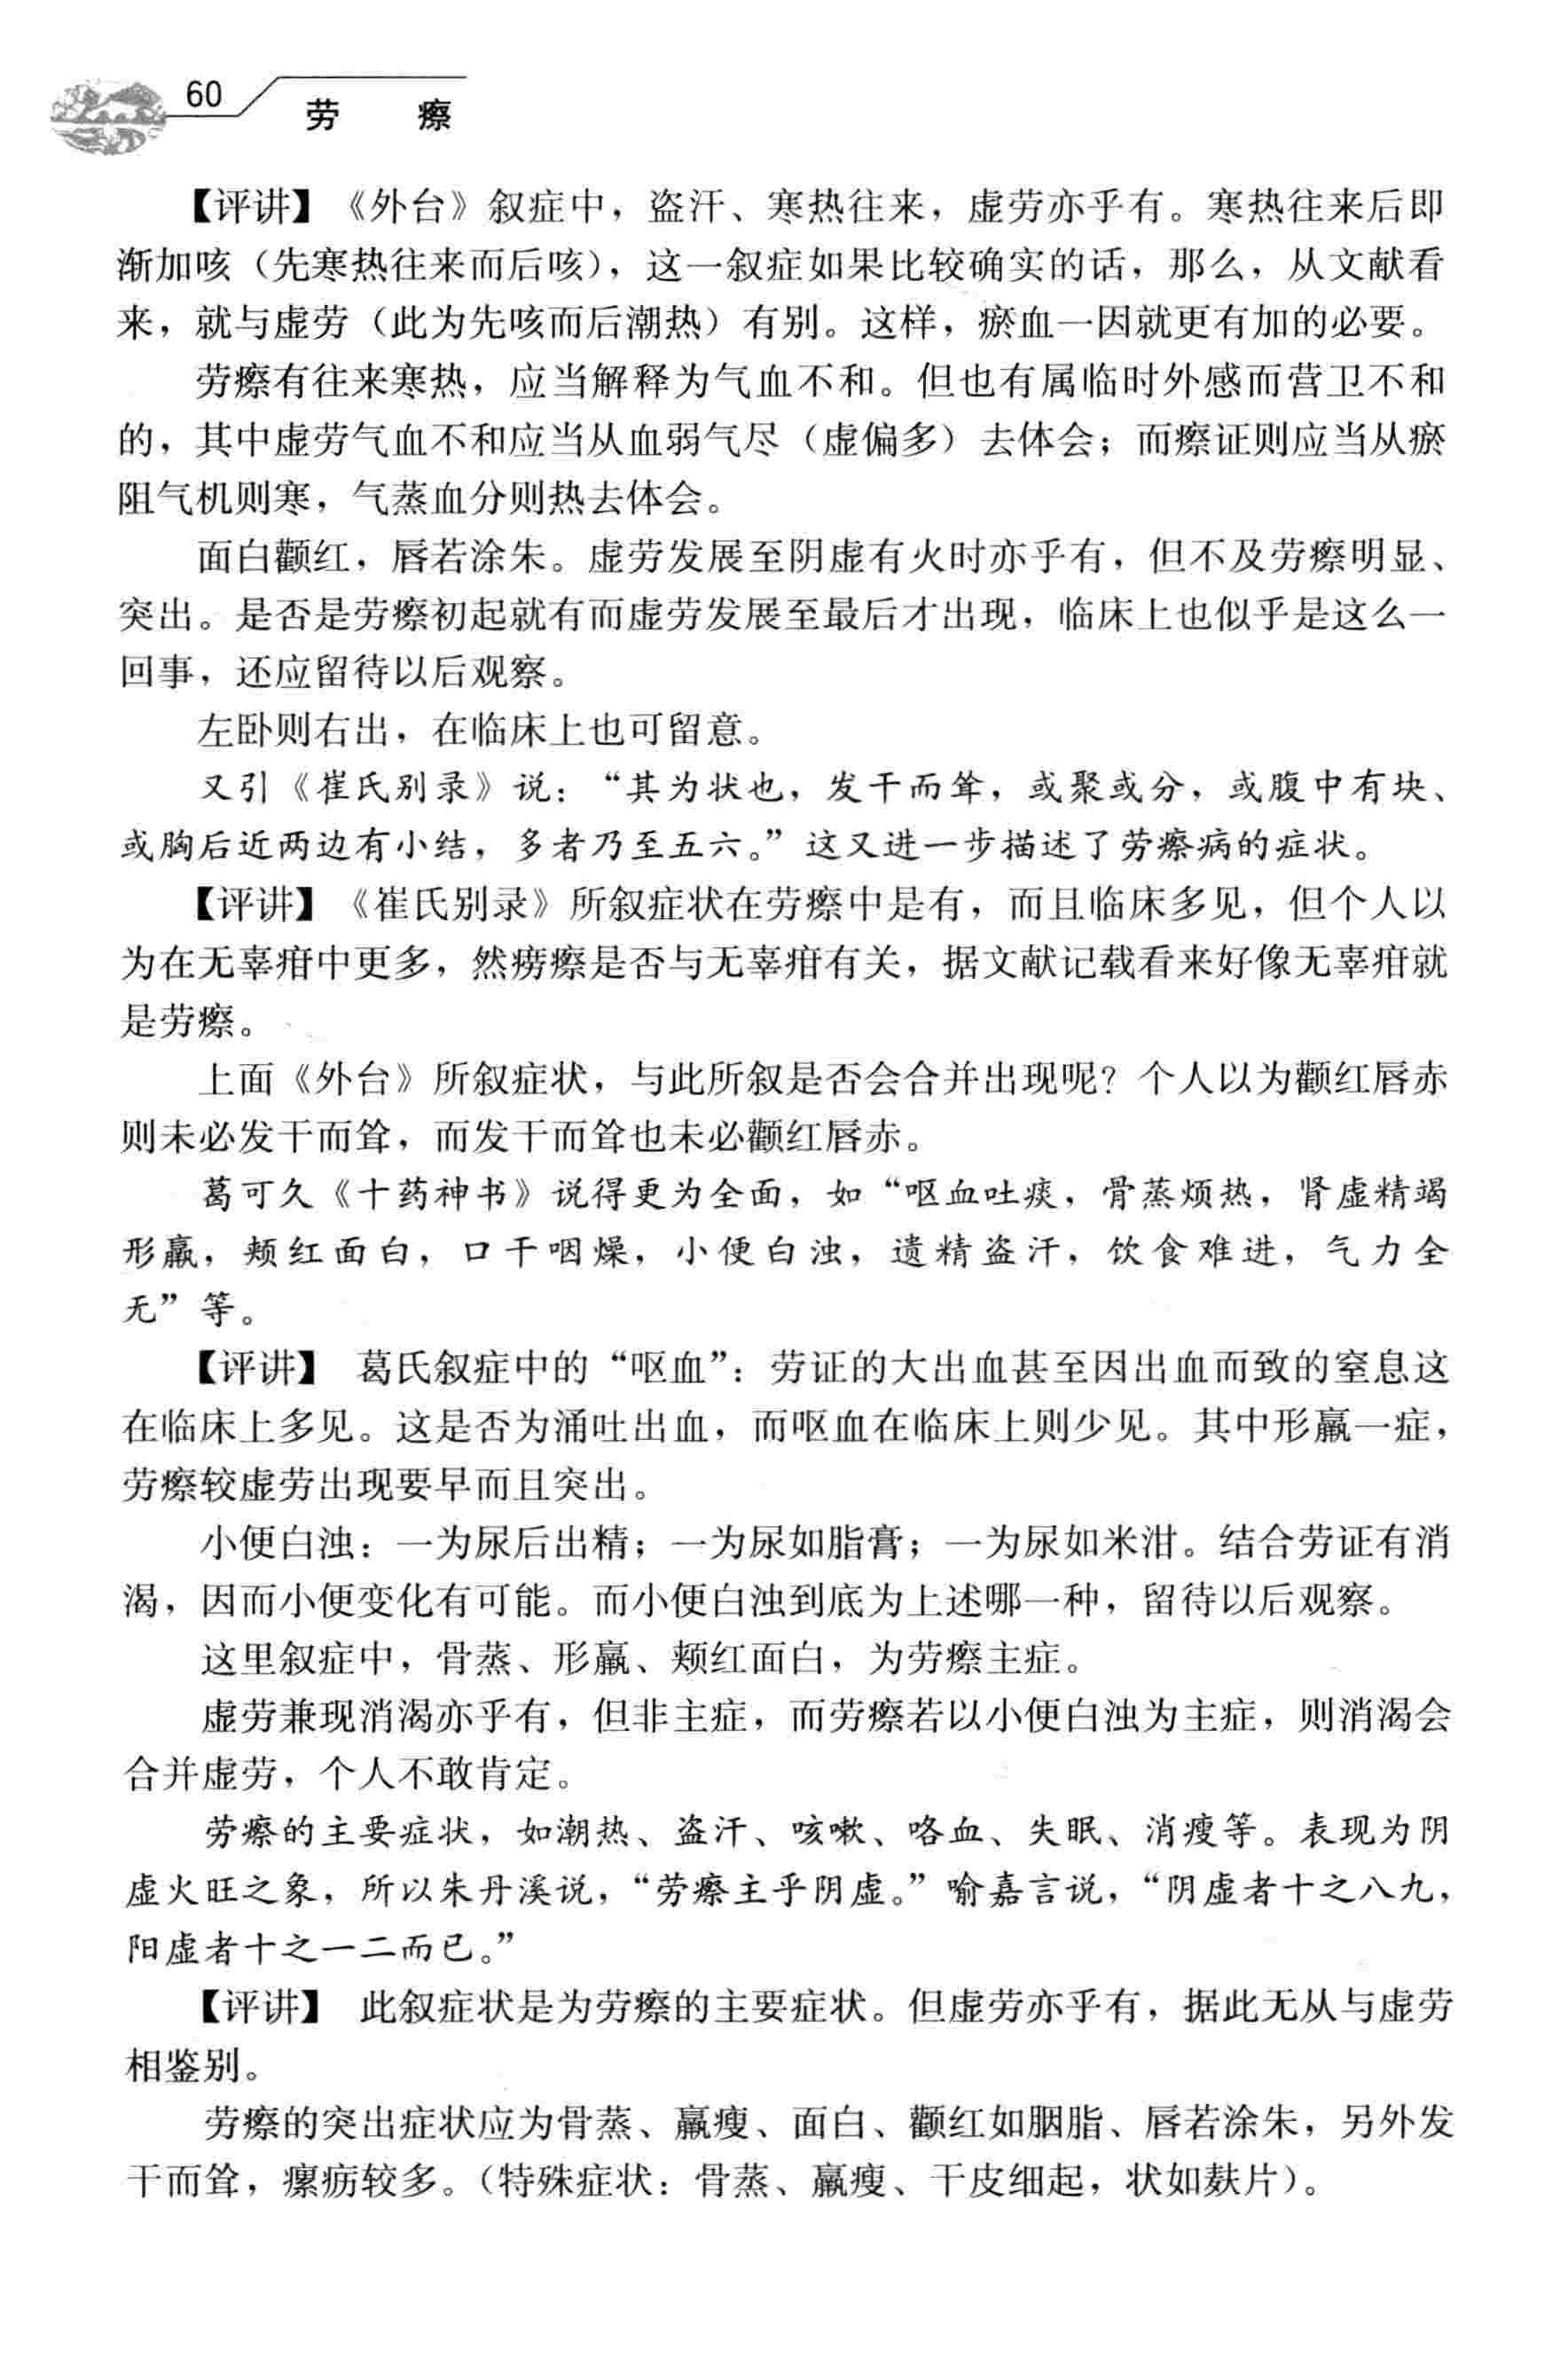 60
劳 瘵
【评讲】《外台》叙症中，盗汗、寒热往来，虚劳亦乎有。寒热往来后即
渐加咳（先寒热往来而后咳），这一叙症如果比较确实的话，那么，从文献看
来，就与虚劳（此为先咳而后潮热）有别。这样，瘀血一因就更有加的必要。
劳瘵有往来寒热，应当解释为气血不和。但也有属临时外感而营卫不和
的，其中虚劳气血不和应当从血弱气尽（虚偏多）去体会；而瘵证则应当从瘀
阻气机则寒，气蒸血分则热去体会。
面白颧红，唇若涂朱。虚劳发展至阴虚有火时亦乎有，但不及劳瘵明显、
突出。是否是劳瘵初起就有而虚劳发展至最后才出现，临床上也似乎是这么一
回事，还应留待以后观察。
左卧则右出，在临床上也可留意。
又引《崔氏别录》说：“其为状也，发干而耸，或聚或分，或腹中有块、
或胸后近两边有小结，多者乃至五六。”这又进一步描述了劳瘵病的症状。
【评讲】《崔氏别录》所叙症状在劳瘵中是有，而且临床多见，但个人以
为在无辜疳中更多，然痨瘵是否与无辜疳有关，据文献记载看来好像无辜疳就
是劳瘵。
上面《外台》所叙症状，与此所叙是否会合并出现呢？个人以为颧红唇赤
则未必发干而耸，而发干而耸也未必颧红唇赤。
葛可久《十药神书》说得更为全面，如“呕血吐痰，骨蒸烦热，肾虚精竭
形羸，颊红面白，口干咽燥，小便白浊，遗精盗汗，饮食难进，气力全
无”等。
【评讲】 葛氏叙症中的“呕血”：劳证的大出血甚至因出血而致的窒息这
在临床上多见。这是否为涌吐出血，而呕血在临床上则少见。其中形羸一症，
劳瘵较虚劳出现要早而且突出。
小便白浊：一为尿后出精；一为尿如脂膏；一为尿如米泔。结合劳证有消
渴，因而小便变化有可能。而小便白浊到底为上述哪一种，留待以后观察。
这里叙症中，骨蒸、形羸、颊红面白，为劳瘵主症。
虚劳兼现消渴亦乎有，但非主症，而劳瘵若以小便白浊为主症，则消渴会
合并虚劳，个人不敢肯定。
劳瘵的主要症状，如潮热、盗汗、咳嗽、咯血、失眠、消瘦等。表现为阴
虚火旺之象，所以朱丹溪说，“劳瘵主乎阴虚。”喻嘉言说，“阴虚者十之八九，
阳虚者十之一二而已。”
【评讲】 此叙症状是为劳瘵的主要症状。但虚劳亦乎有，据此无从与虚劳
相鉴别。
劳瘵的突出症状应为骨蒸、羸瘦、面白、颧红如胭脂、唇若涂朱，另外发
干而耸，瘰疬较多。（特殊症状：骨蒸、羸瘦、干皮细起，状如麸片）。